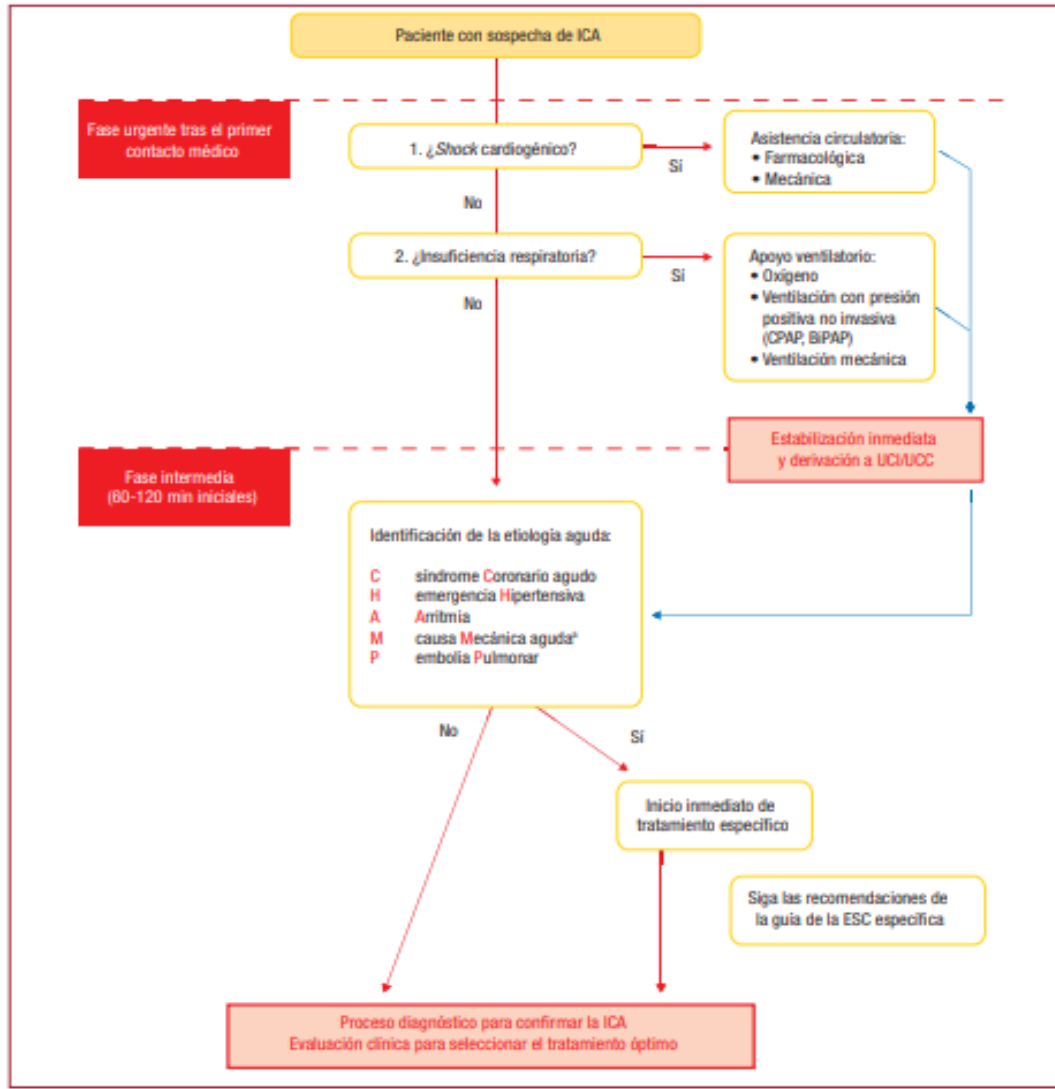 Paciente con sospecha de ICA
Fase urgente tras el primer
contacto médico
1. ¿Shock cardiogénico?
Sí
Asistencia circulatoria:
• Farmacológica
• Mecánica
No
2. ¿Insuficiencia respiratoria?
Sí
Apoyo ventilatorio:
• Oxígeno
• Ventilación con presión
positiva no invasiva
(CPAP, BiPAP)
• Ventilación mecánica
No
Estabilización inmediata
y derivación a UCI/UCC
Fase intermedia
(60-120 min iniciales)
Identificación de la etiología aguda:
C síndrome Coronario agudo
H emergencia Hipertensiva
A Arritmia
M causa Mecánica agudaª
P embolia Pulmonar
No
Sí
Inicio inmediato de
tratamiento específico
Siga las recomendaciones de
la guía de la ESC específica
Proceso diagnóstico para confirmar la ICA
Evaluación clínica para seleccionar el tratamiento óptimo